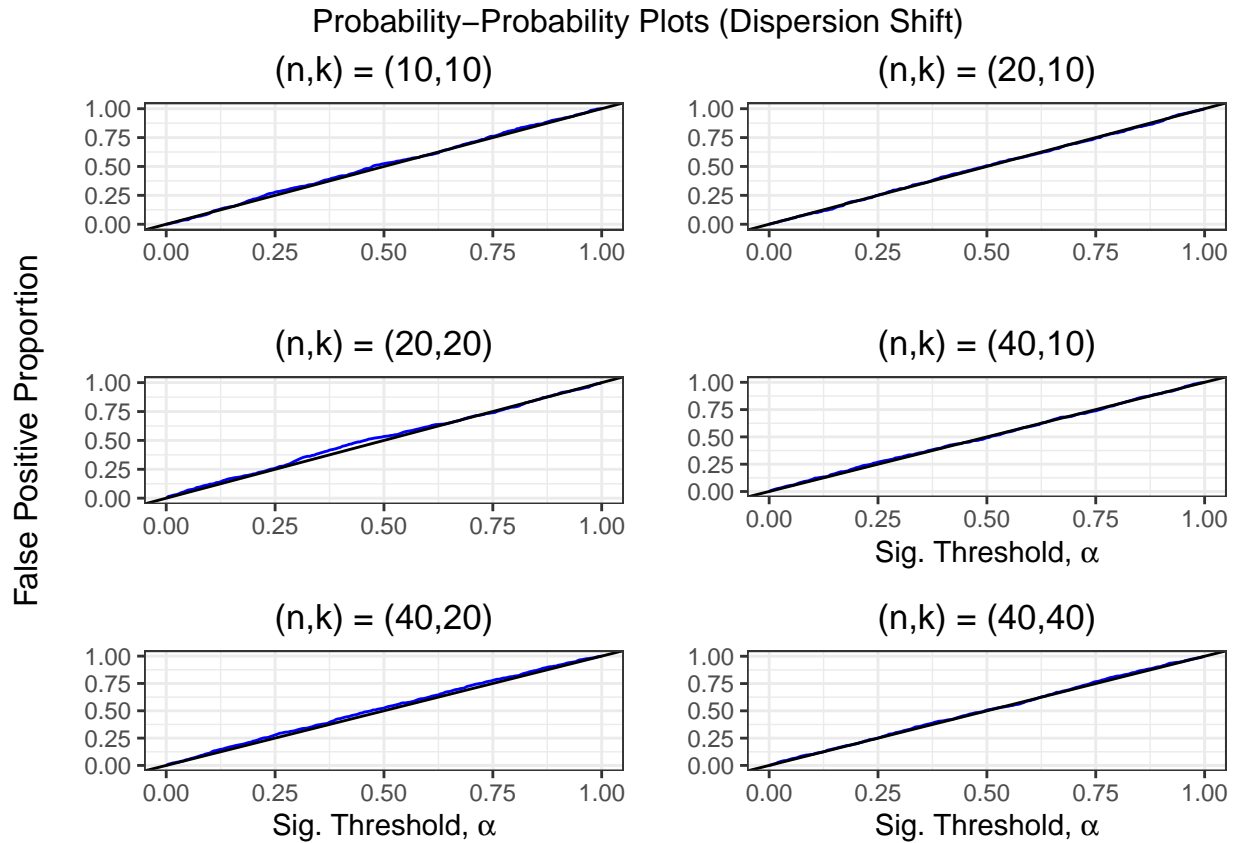 Probability−Probability Plots (Dispersion Shift)
False Positive Proportion
(n,k) = (10,10)
1.00
0.75
0.50
0.25
0.00
0.00 0.25 0.50 0.75 1.00
(n,k) = (20,10)
1.00
0.75
0.50
0.25
0.00
0.00 0.25 0.50 0.75 1.00
(n,k) = (20,20)
1.00
0.75
0.50
0.25
0.00
0.00 0.25 0.50 0.75 1.00
(n,k) = (40,10)
1.00
0.75
0.50
0.25
0.00
0.00 0.25 0.50 0.75 1.00
Sig. Threshold, α
(n,k) = (40,20)
1.00
0.75
0.50
0.25
0.00
0.00 0.25 0.50 0.75 1.00
Sig. Threshold, α
(n,k) = (40,40)
1.00
0.75
0.50
0.25
0.00
0.00 0.25 0.50 0.75 1.00
Sig. Threshold, α